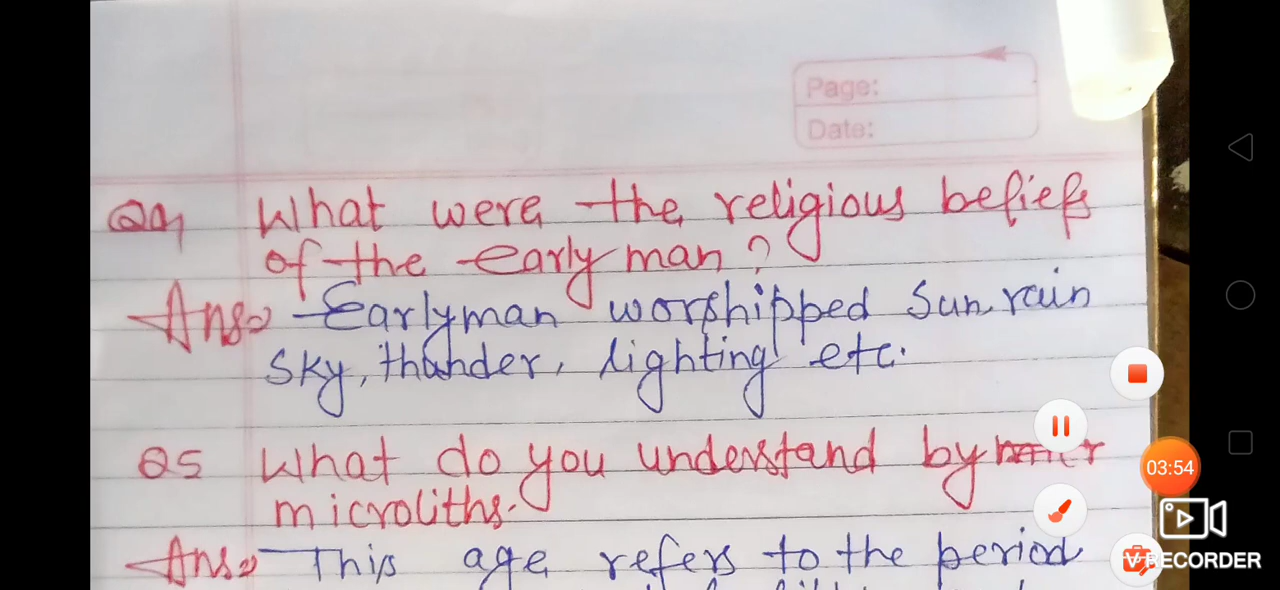 Page:
Date:
Q4 What were the religious beliefs
of the early man?
Ans Earlyman worshipped Sun, rain
sky, thunder, lighting etc.
Q5 What do you understand by
microliths.
Ans This age refers to the period
03:54
V RECORDER